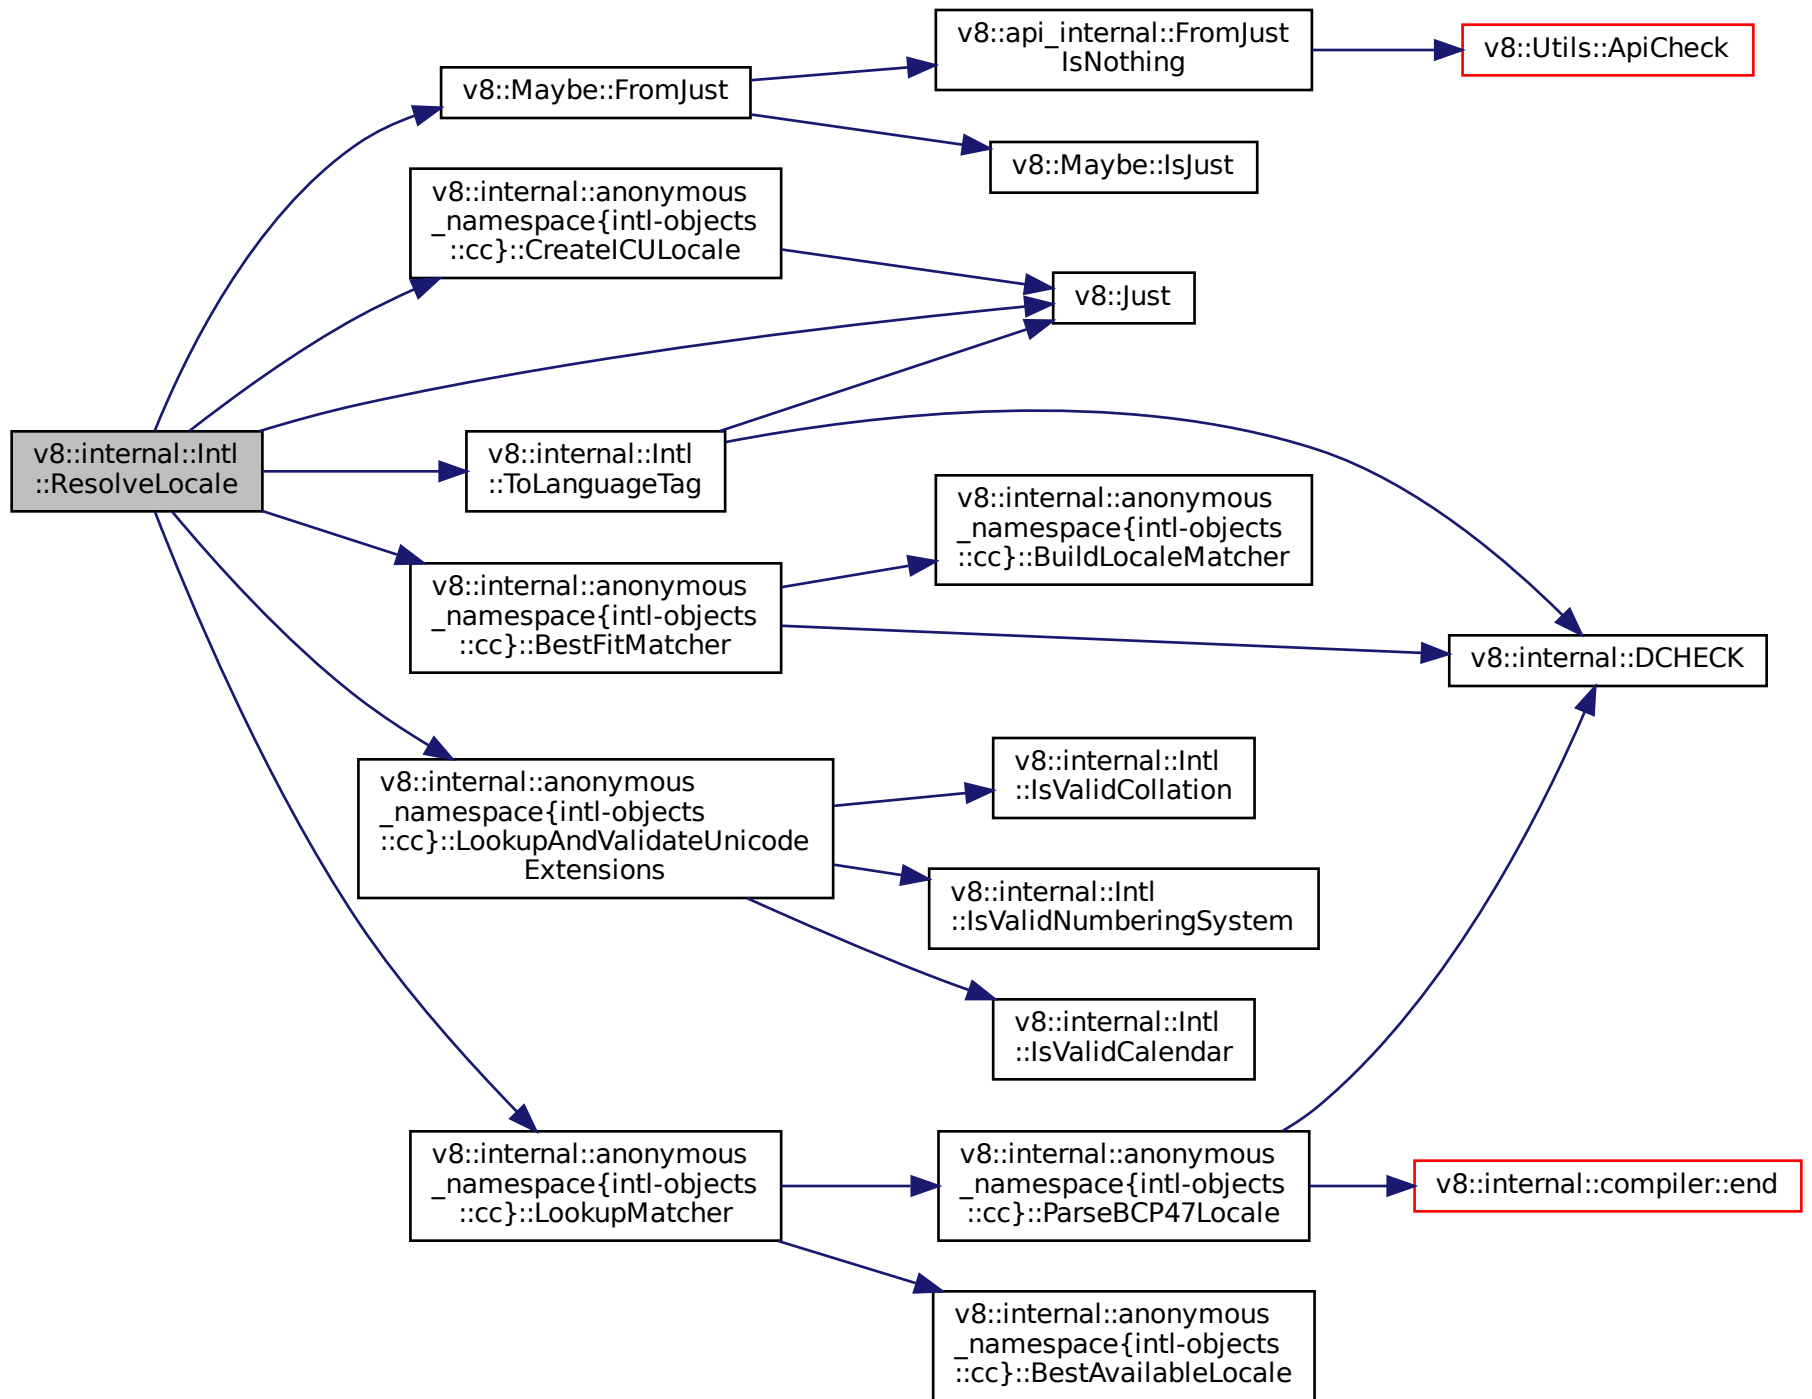 v8::internal::Intl
::ResolveLocale
v8::Maybe::FromJust
v8::api_internal::FromJust
IsNothing
v8::Utils::ApiCheck
v8::Maybe::IsJust
v8::internal::anonymous
_namespace{intl-objects
::cc}::CreateICULocale
v8::Just
v8::internal::Intl
::ToLanguageTag
v8::internal::anonymous
_namespace{intl-objects
::cc}::BestFitMatcher
v8::internal::anonymous
_namespace{intl-objects
::cc}::BuildLocaleMatcher
v8::internal::DCHECK
v8::internal::anonymous
_namespace{intl-objects
::cc}::LookupAndValidateUnicode
Extensions
v8::internal::Intl
::IsValidCollation
v8::internal::Intl
::IsValidNumberingSystem
v8::internal::Intl
::IsValidCalendar
v8::internal::anonymous
_namespace{intl-objects
::cc}::LookupMatcher
v8::internal::anonymous
_namespace{intl-objects
::cc}::ParseBCP47Locale
v8::internal::compiler::end
v8::internal::anonymous
_namespace{intl-objects
::cc}::BestAvailableLocale